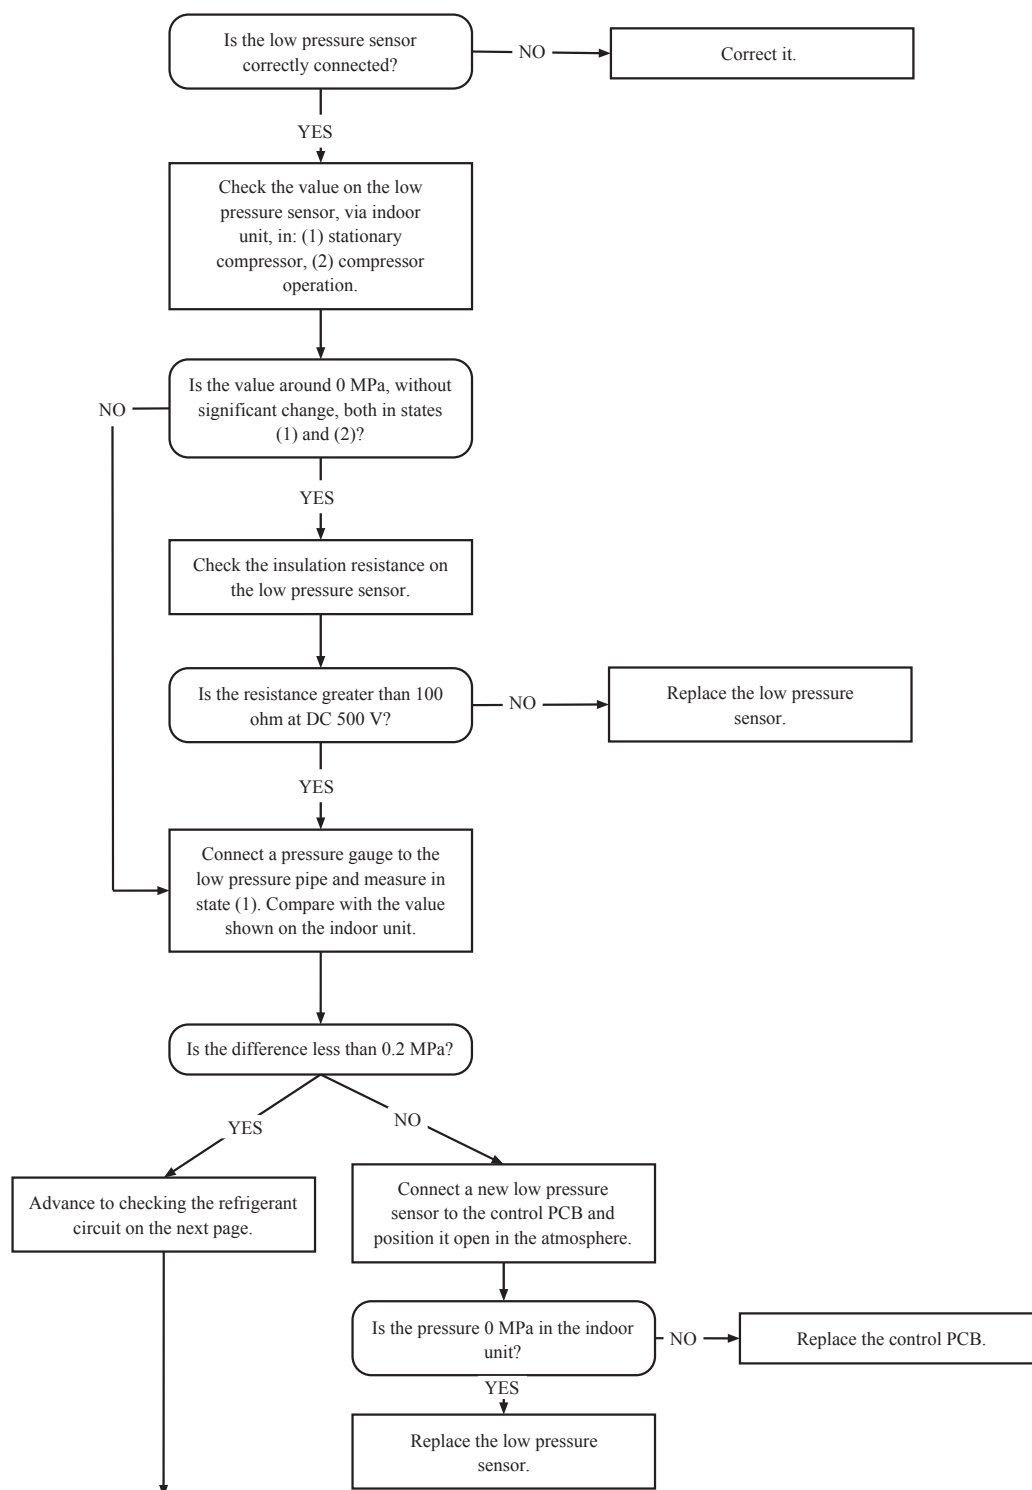 Is the low pressure sensor
correctly connected?
NO
Correct it.
YES
Check the value on the low
pressure sensor, via indoor
unit, in: (1) stationary
compressor, (2) compressor
operation.
Is the value around 0 MPa, without
significant change, both in states
(1) and (2)?
NO
YES
Check the insulation resistance on
the low pressure sensor.
Is the resistance greater than 100
ohm at DC 500 V?
NO
Replace the low pressure
sensor.
YES
Connect a pressure gauge to the
low pressure pipe and measure in
state (1). Compare with the value
shown on the indoor unit.
Is the difference less than 0.2 MPa?
YES
NO
Advance to checking the refrigerant
circuit on the next page.
Connect a new low pressure
sensor to the control PCB and
position it open in the atmosphere.
Is the pressure 0 MPa in the indoor
unit?
NO
Replace the control PCB.
YES
Replace the low pressure
sensor.